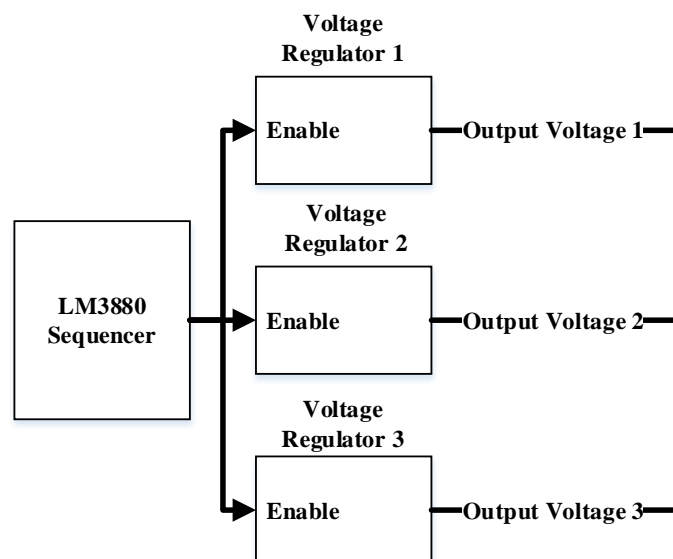 Voltage
Regulator 1
Enable
Output Voltage 1
Voltage
Regulator 2
LM3880
Sequencer
Enable
Output Voltage 2
Voltage
Regulator 3
Enable
Output Voltage 3